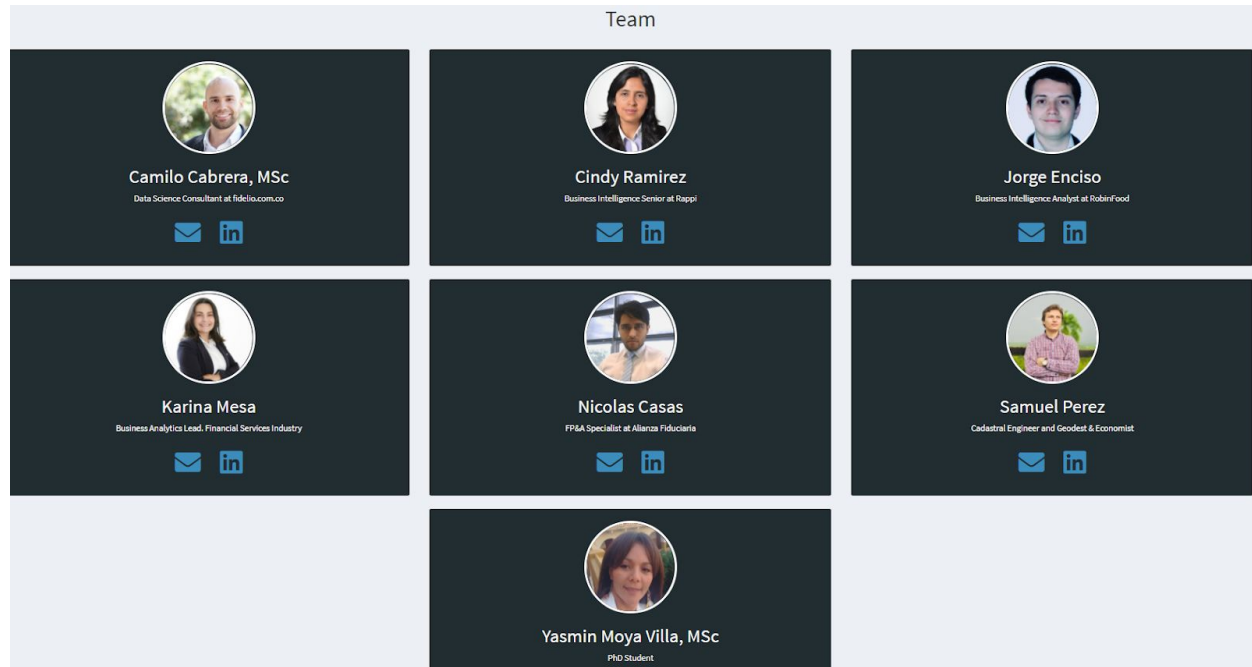 Team
Camilo Cabrera, MSc
Data Science Consultant at fidelio.com.co
Cindy Ramirez
Business Intelligence Senior at Rappi
Jorge Enciso
Business Intelligence Analyst at RobinFood
Karina Mesa
Business Analytics Lead. Financial Services Industry
Nicolas Casas
FP&A Specialist at Alianza Fiduciaria
Samuel Perez
Cadastral Engineer and Geodest & Economist
Yasmin Moya Villa, MSc
PhD Student